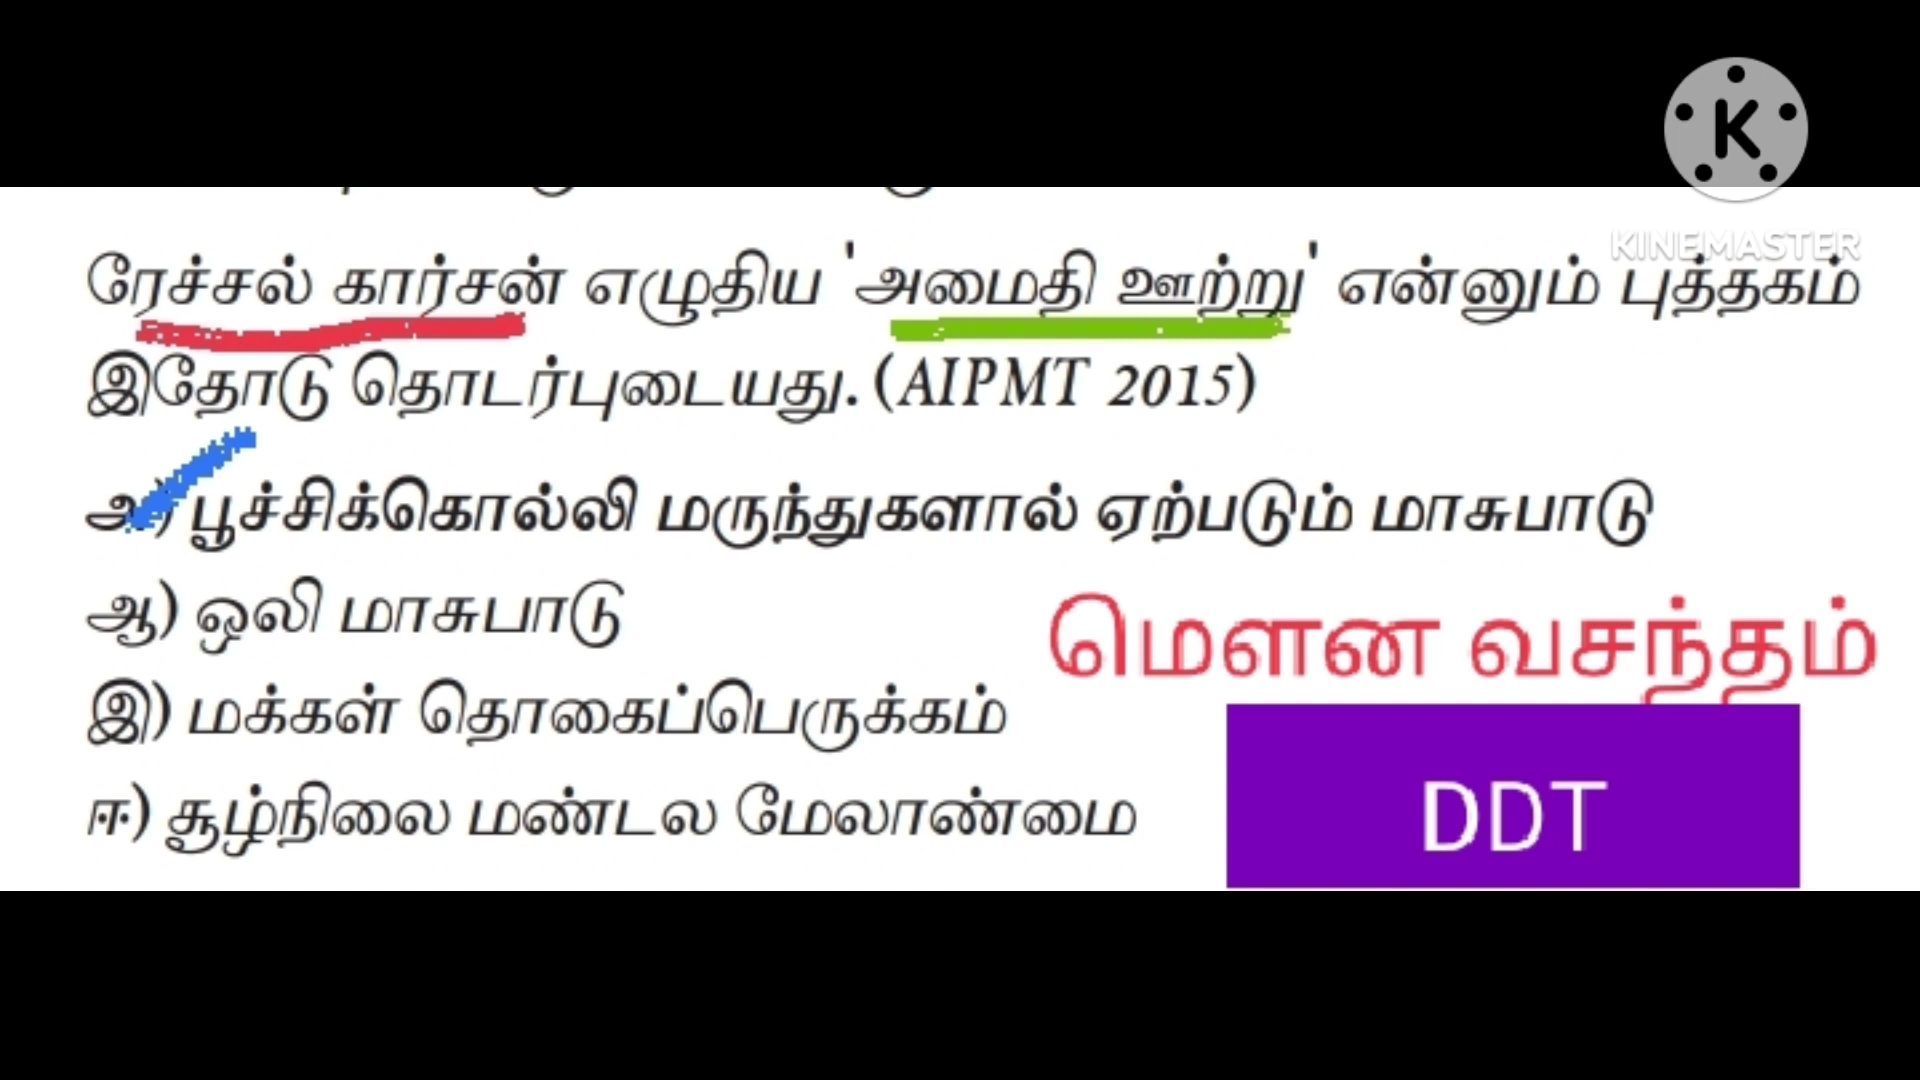 K
KINEMASTER
ரேச்சல் கார்சன் எழுதிய 'அமைதி ஊற்று' என்னும் புத்தகம்
இதோடு தொடர்புடையது. (AIPMT 2015)
அ) பூச்சிக்கொல்லி மருந்துகளால் ஏற்படும் மாசுபாடு
ஆ) ஒலி மாசுபாடு
மௌன வசந்தம்
இ) மக்கள் தொகைப்பெருக்கம்
ஈ) சூழ்நிலை மண்டல மேலாண்மை
DDT